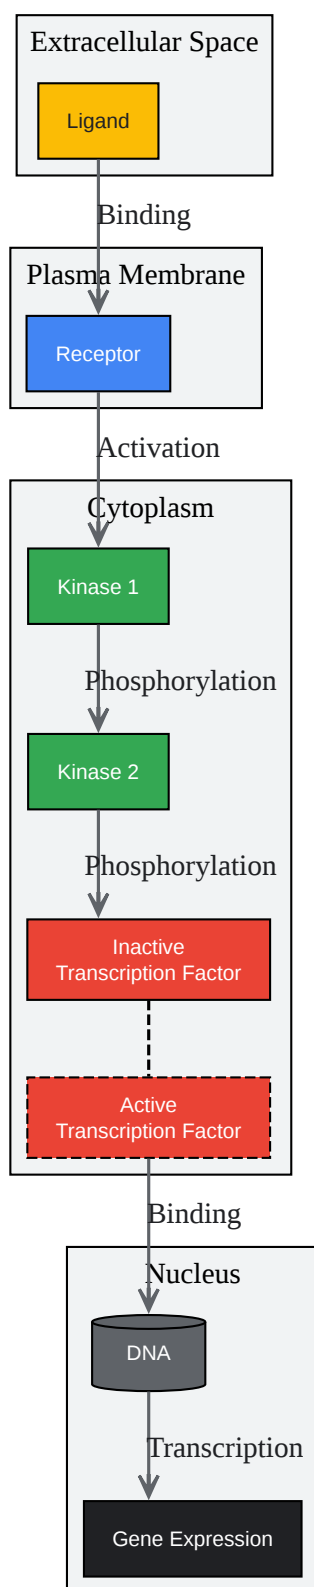 Extracellular Space
Ligand
Binding
Plasma Membrane
Receptor
Activation
Cytoplasm
Kinase 1
Phosphorylation
Kinase 2
Phosphorylation
Inactive
Transcription Factor
Active
Transcription Factor
Binding
Nucleus
DNA
Transcription
Gene Expression